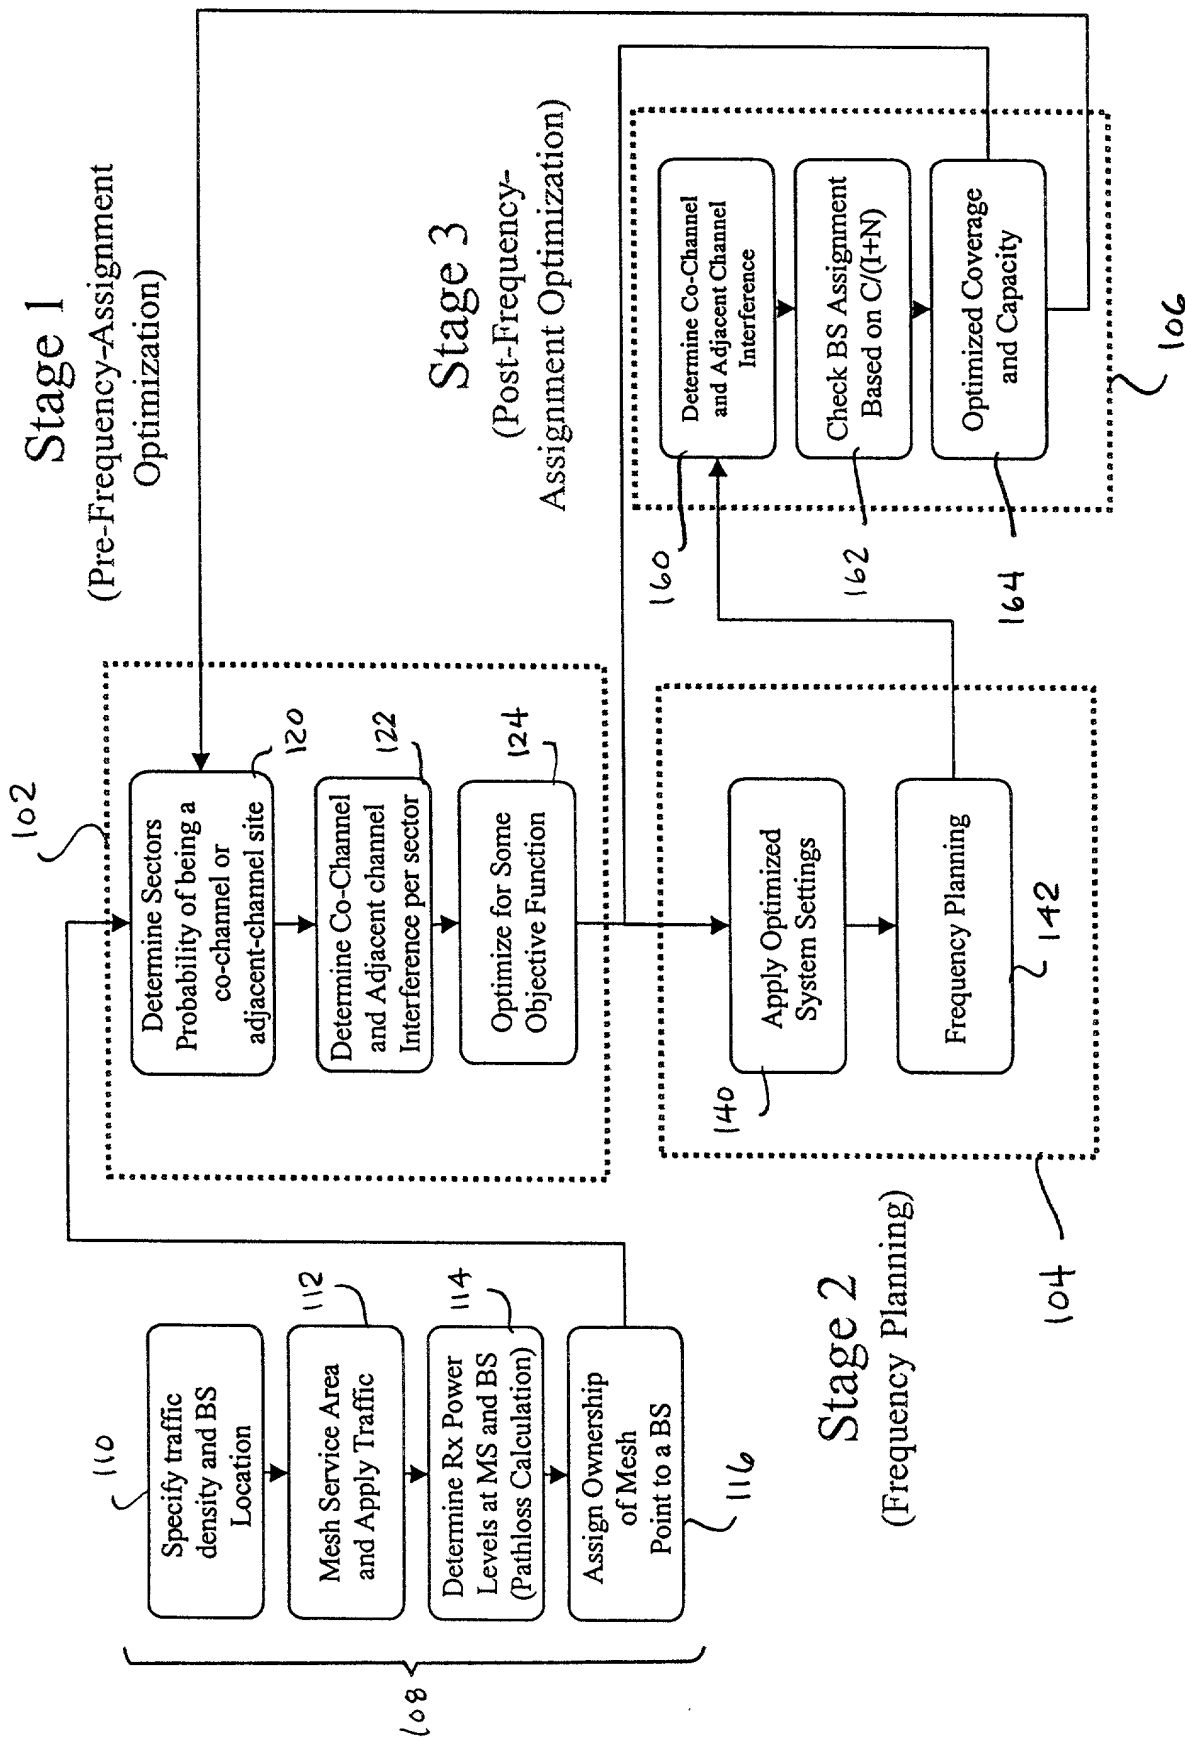 Stage 1
(Pre-Frequency-Assignment
Optimization)
108
110
Specify traffic
density and BS
Location
112
Mesh Service Area
and Apply Traffic
114
Determine Rx Power
Levels at MS and BS
(Pathloss Calculation)
116
Assign Ownership
of Mesh
Point to a BS
102
Determine Sectors
Probability of being a
co-channel or
adjacent-channel site
120
Determine Co-Channel
and Adjacent channel
Interference per sector
122
Optimize for Some
Objective Function
124
Stage 2
(Frequency Planning)
104
140
Apply Optimized
System Settings
Frequency Planning
142
Stage 3
(Post-Frequency-
Assignment Optimization)
160
Determine Co-Channel
and Adjacent Channel
Interference
162
Check BS Assignment
Based on C/(I+N)
164
Optimized Coverage
and Capacity
106